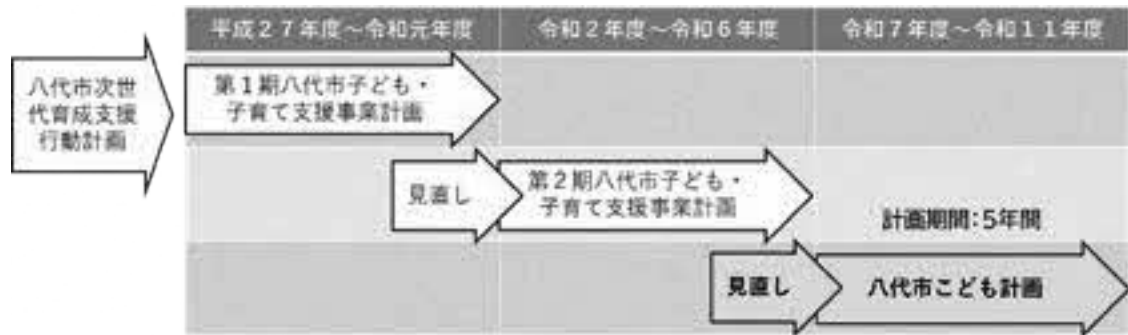 平成２７年度～令和元年度
令和２年度～令和６年度
令和７年度～令和１１年度
八代市次世
代育成支援
行動計画
第１期八代市子ども・
子育て支援事業計画
見直し
第２期八代市子ども・
子育て支援事業計画
計画期間：5年間
見直し
八代市こども計画